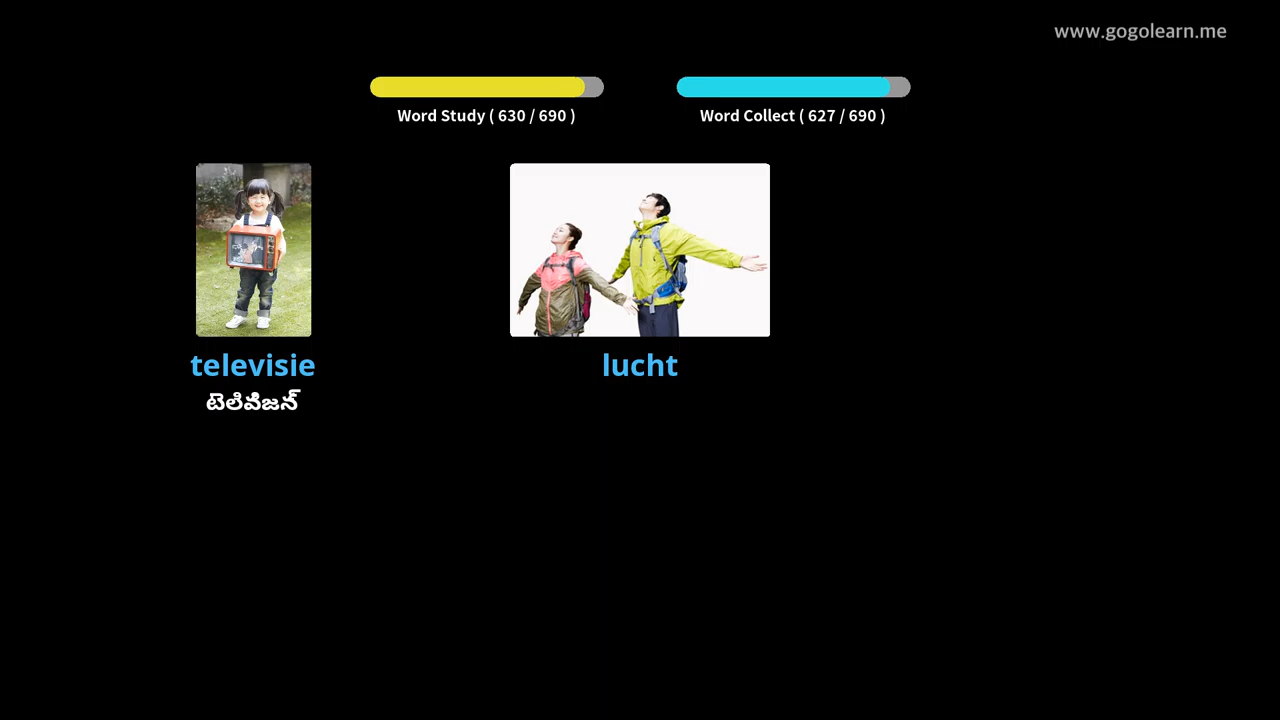 www.gogolearn.me
Word Study ( 630 / 690 )
Word Collect ( 627 / 690 )
televisie
టెలివిజన్
lucht